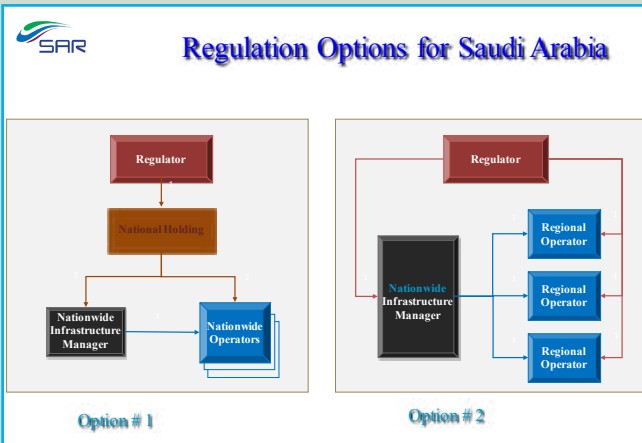 SAR
Regulation Options for Saudi Arabia
Regulator
National Holding
Nationwide
Infrastructure
Manager
Nationwide
Operators
Option # 1
Regulator
Nationwide
Infrastructure
Manager
Regional
Operator
Regional
Operator
Regional
Operator
Option # 2